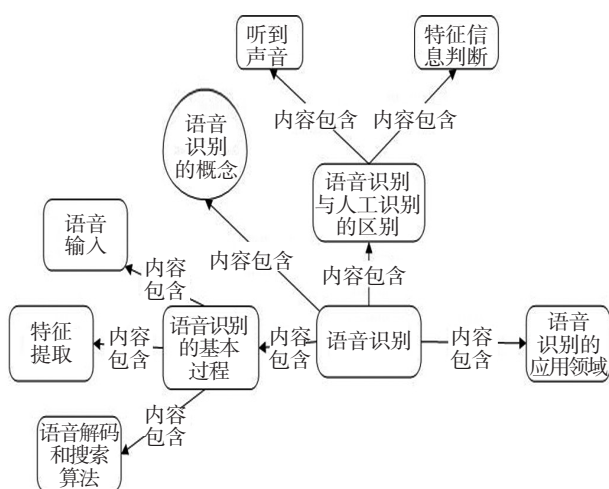 听到
声音
特征信
息判断
内容包含
内容包含
语音
识别
的概念
语音识别
与人工识别
的区别
语音
输入
内容
包含
内容包含
内容包含
特征
提取
内容
包含
语音识别
的基本
过程
内容
包含
语音识别
内容
包含
语音
识别的
应用领域
内容
包含
语音解码
和搜索
算法